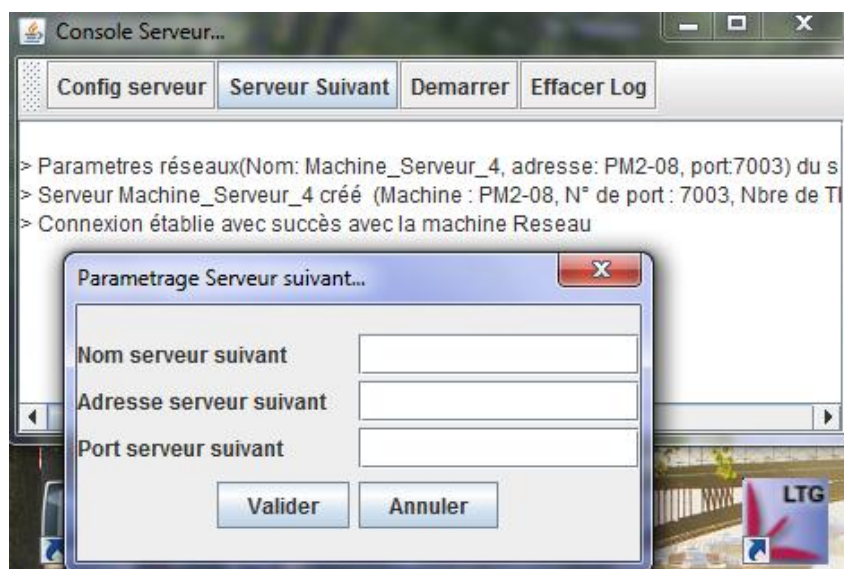 Console Serveur...
Config serveur Serveur Suivant Demarrer Effacer Log
> Parametres réseaux(Nom: Machine_Serveur_4, adresse: PM2-08, port:7003) du s
> Serveur Machine_Serveur_4 créé (Machine : PM2-08, N° de port : 7003, Nbre de
> Connexion établie avec succès avec la machine Reseau
Parametrage Serveur suivant...
Nom serveur suivant
Adresse serveur suivant
Port serveur suivant
Valider Annuler
LTG